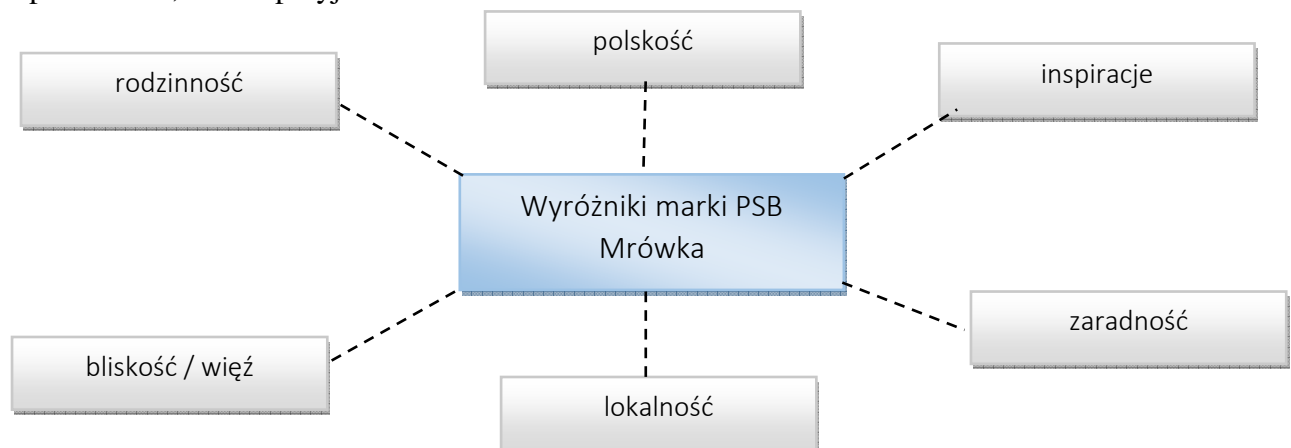 polskość
rodzinność
inspiracje
Wyróżniki marki PSB
Mrówka
zaradność
bliskość / więź
lokalność